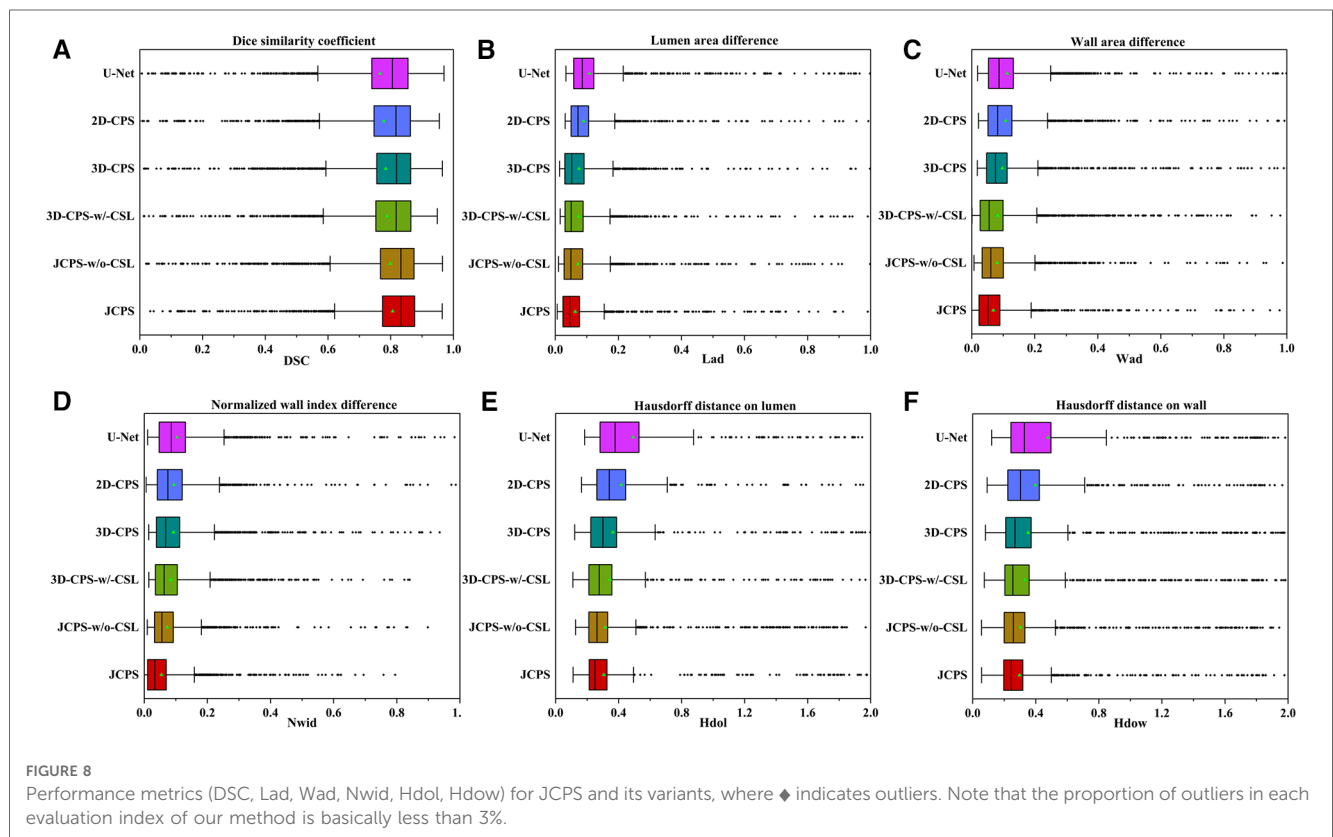 A
Dice similarity coefficient
U-Net
2D-CPS
3D-CPS
3D-CPS-w/-CSL
JCPS-w/o-CSL
JCPS
0.0 0.2 0.4 0.6 0.8 1.0
DSC
B
Lumen area difference
U-Net
2D-CPS
3D-CPS
3D-CPS-w/-CSL
JCPS-w/o-CSL
JCPS
0.0 0.2 0.4 0.6 0.8 1.0
Lad
C
Wall area difference
U-Net
2D-CPS
3D-CPS
3D-CPS-w/-CSL
JCPS-w/o-CSL
JCPS
0.0 0.2 0.4 0.6 0.8 1.0
Wad
D
Normalized wall index difference
U-Net
2D-CPS
3D-CPS
3D-CPS-w/-CSL
JCPS-w/o-CSL
JCPS
0.0 0.2 0.4 0.6 0.8 1.
Nwid
E
Hausdorff distance on lumen
U-Net
2D-CPS
3D-CPS
3D-CPS-w/-CSL
JCPS-w/o-CSL
JCPS
0.0 0.4 0.8 1.2 1.6 2.0
Hdol
F
Hausdorff distance on wall
U-Net
2D-CPS
3D-CPS
3D-CPS-w/-CSL
JCPS-w/o-CSL
JCPS
0.0 0.4 0.8 1.2 1.6 2.0
Hdow
FIGURE 8
Performance metrics (DSC, Lad, Wad, Nwid, Hdol, Hdow) for JCPS and its variants, where ◆ indicates outliers. Note that the proportion of outliers in each
evaluation index of our method is basically less than 3%.